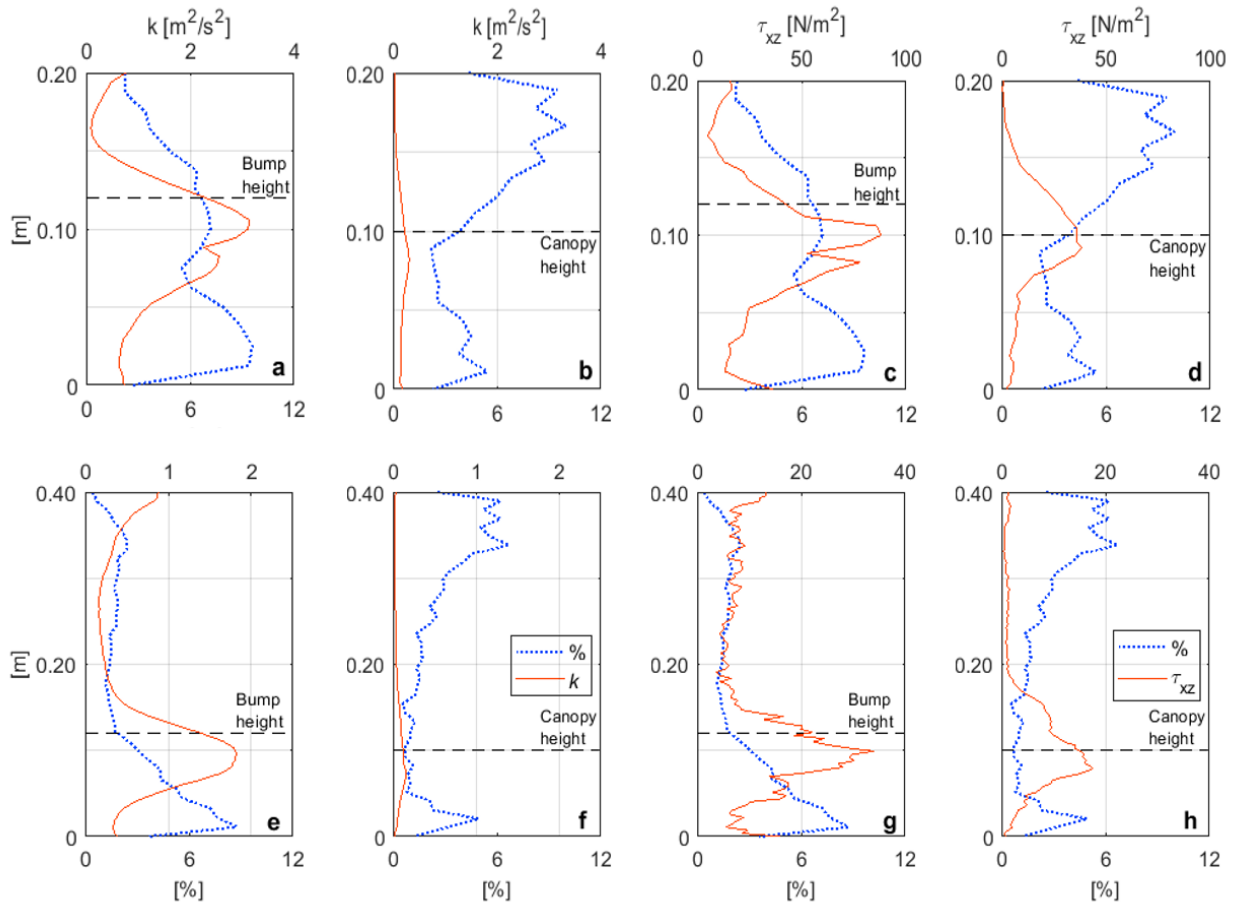 k [m²/s²]
k [m²/s²]
τxz [N/m²]
τxz [N/m²]
0 2 4
0 2 4
0 50 100
0 50 100
[m]
0.20
0.10
0
Bump
height
a
0 6 12
0.20
0.10
0
Canopy
height
b
0 6 12
0.20
0.10
0
Bump
height
c
0 6 12
0.20
0.10
0
Canopy
height
d
0 6 12
0 1 2
0 1 2
0 20 40
0 20 40
[m]
0.40
0.20
0
Bump
height
e
0 6 12
[%]
0.40
0.20
0
%
k
Canopy
height
f
0 6 12
[%]
0.40
0.20
0
Bump
height
g
0 6 12
[%]
0.40
0.20
0
%
τxz
Canopy
height
h
0 6 12
[%]